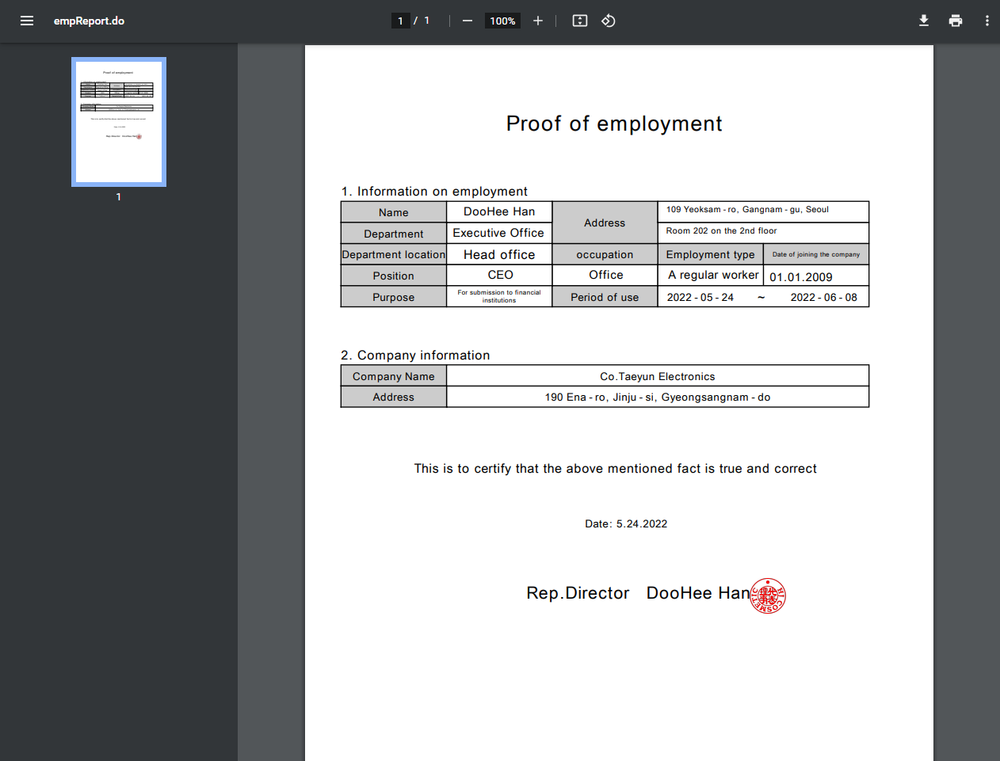 empReport.do
1 / 1
100%
1
Proof of employment
1. Information on employment
Name
DooHee Han
Address
109 Yeoksam - ro, Gangnam - gu, Seoul
Department
Executive Office
Room 202 on the 2nd floor
Department location
Head office
occupation
Employment type
Date of joining the company
Position
CEO
Office
A regular worker
01.01.2009
Purpose
For submission to financial
institutions
Period of use
2022 - 05 - 24 ~ 2022 - 06 - 08
2. Company information
Company Name
Co.Taeyun Electronics
Address
190 Ena - ro, Jinju - si, Gyeongsangnam - do
This is to certify that the above mentioned fact is true and correct
Date: 5.24.2022
Rep.Director DooHee Han
HI COSMETIC